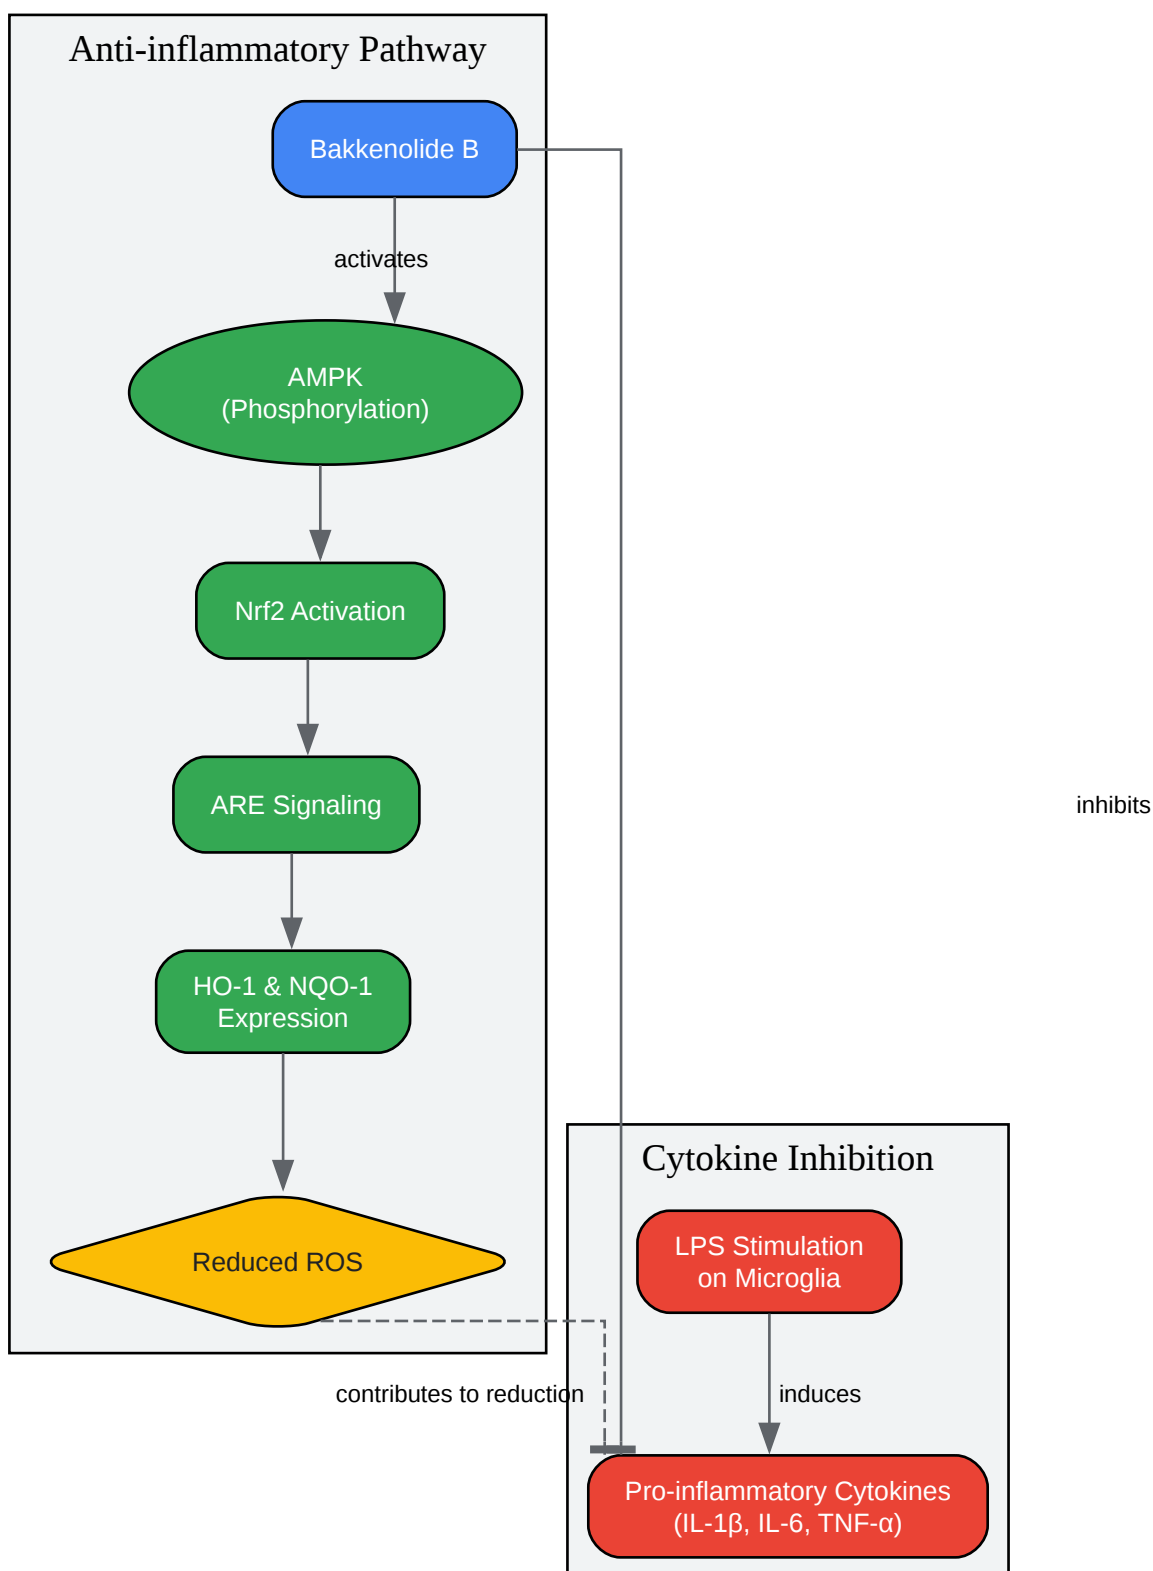 Anti-inflammatory Pathway
Bakkenolide B
activates
AMPK
(Phosphorylation)
Nrf2 Activation
ARE Signaling
inhibits
HO-1 & NQO-1
Expression
Cytokine Inhibition
LPS Stimulation
on Microglia
Reduced ROS
contributes to reduction
induces
Pro-inflammatory Cytokines
(IL-1β, IL-6, TNF-α)